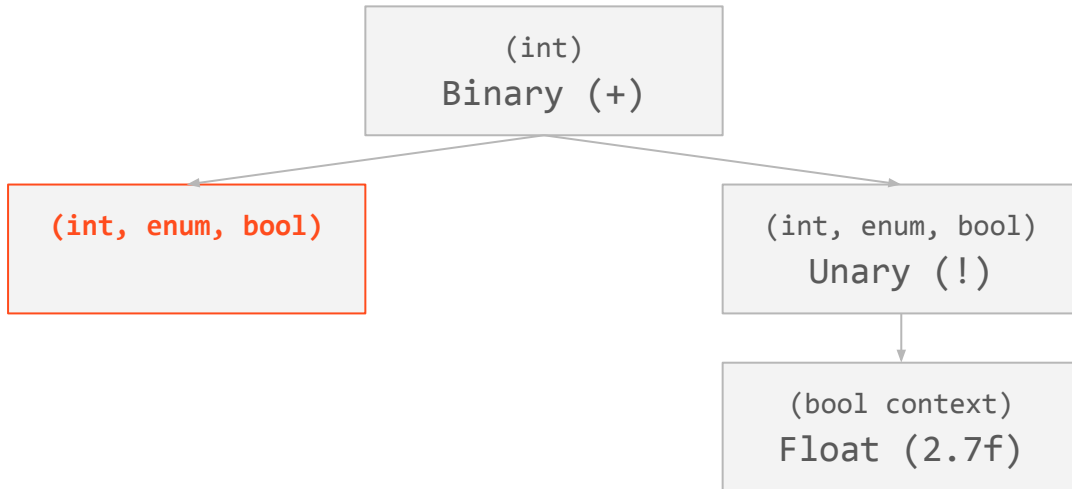 (int)
Binary (+)
(int, enum, bool)
(int, enum, bool)
Unary (!)
(bool context)
Float (2.7f)